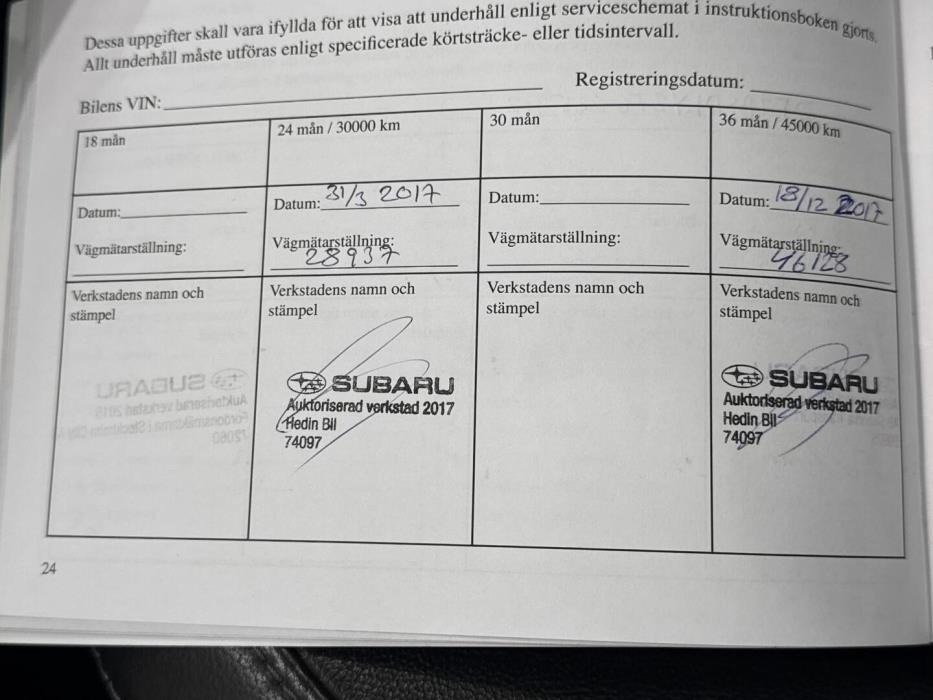 Dessa uppgifter skall vara ifyllda för att visa att underhåll enligt serviceschemat i instruktionsboken gjorts.
Allt underhåll måste utföras enligt specificerade körtsträcke- eller tidsintervall.
Bilens VIN: Registreringsdatum:
18 mån
24 mån / 30000 km
30 mån
36 mån / 45000 km
Datum:
Datum: 31/3 2017
Datum:
Datum: 18/12 2017
Vägmätarställning:
Vägmätarställning:
28937
Vägmätarställning:
Vägmätarställning:
46128
Verkstadens namn och
stämpel
Verkstadens namn och
stämpel
SUBARU
Auktoriserad verkstad 2017
Hedin Bil
74097
Verkstadens namn och
stämpel
Verkstadens namn och
stämpel
SUBARU
Auktoriserad verkstad 2017
Hedin Bil
74097
24